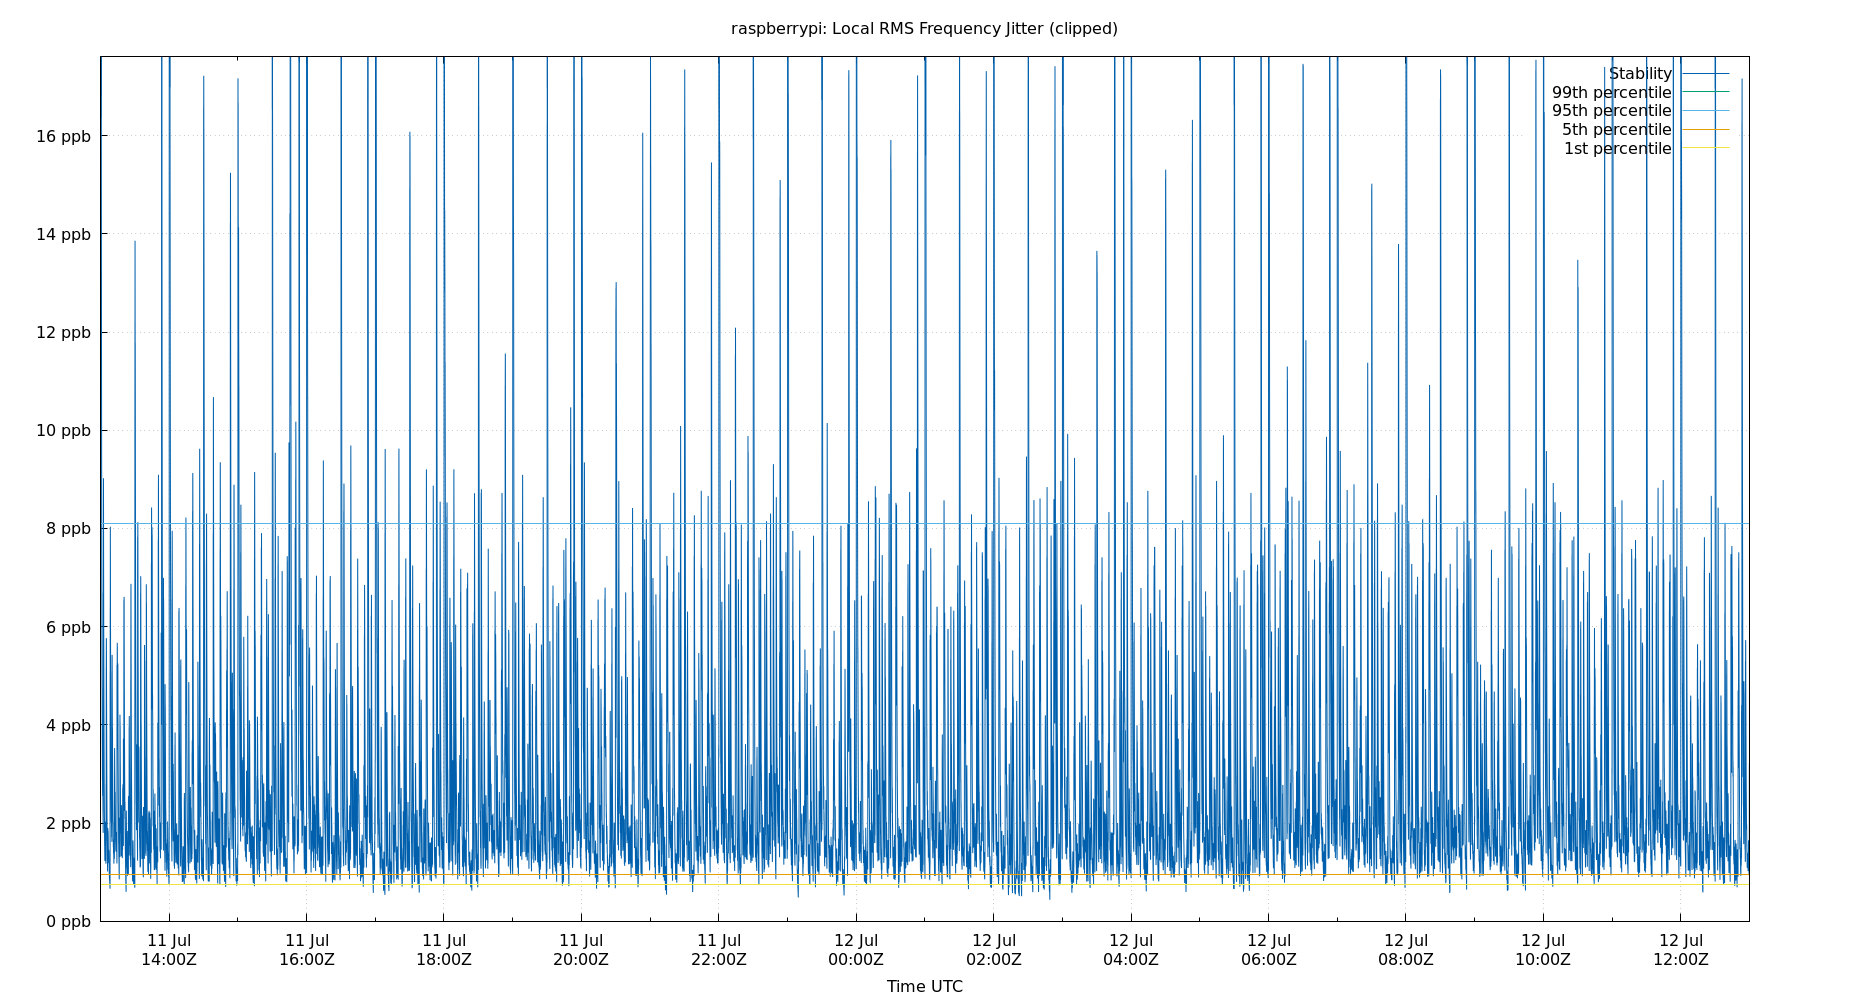 raspberrypi: Local RMS Frequency Jitter (clipped)
Stability
99th percentile
95th percentile
5th percentile
1st percentile
16 ppb
14 ppb
12 ppb
10 ppb
8 ppb
6 ppb
4 ppb
2 ppb
0 ppb
11 Jul 11 Jul 11 Jul 11 Jul 11 Jul 12 Jul 12 Jul 12 Jul 12 Jul 12 Jul 12 Jul 12 Jul
14:00Z 16:00Z 18:00Z 20:00Z 22:00Z 00:00Z 02:00Z 04:00Z 06:00Z 08:00Z 10:00Z 12:00Z
Time UTC